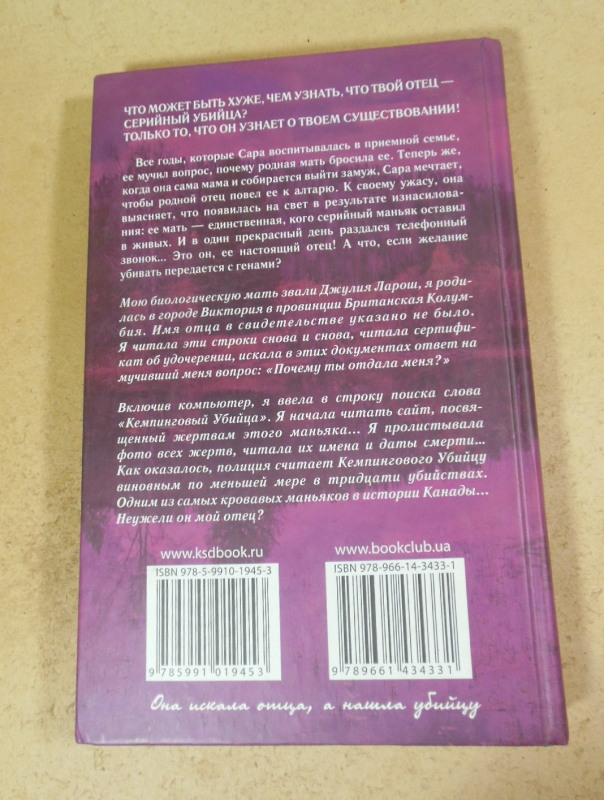 ЧТО МОЖЕТ БЫТЬ ХУЖЕ, ЧЕМ УЗНАТЬ, ЧТО ТВОЙ ОТЕЦ —
СЕРИЙНЫЙ УБИЙЦА?
ТОЛЬКО ТО, ЧТО ОН УЗНАЕТ О ТВОЕМ СУЩЕСТВОВАНИИ!
Все годы, которые Сара воспитывалась в приемной семье,
ее мучил вопрос, почему родная мать бросила ее. Теперь же,
когда она сама мама и собирается выйти замуж, Сара мечтает,
чтобы родной отец повел ее к алтарю. К своему ужасу, она
выясняет, что появилась на свет в результате изнасилова-
ния: ее мать — единственная, кого серийный маньяк оставил
в живых. И в один прекрасный день раздался телефонный
звонок... Это он, ее настоящий отец! А что, если желание
убивать передается с генами?
Мою биологическую мать звали Джулия Ларош, я роди-
лась в городе Виктория в провинции Британская Колум-
бия. Имя отца в свидетельстве указано не было.
Я читала эти строки снова и снова, читала сертифи-
кат об удочерении, искала в этих документах ответ на
мучивший меня вопрос: «Почему ты отдала меня?»
Включив компьютер, я ввела в строку поиска слова
«Кемпинговый Убийца». Я начала читать сайт, посвя-
щенный жертвам этого маньяка... Я пролистывала
фото всех жертв, читала их имена и даты смерти...
Как оказалось, полиция считает Кемпингового Убийцу
виновным по меньшей мере в тридцати убийствах.
Одним из самых кровавых маньяков в истории Канады...
Неужели он мой отец?
www.ksdbook.ru
www.bookclub.ua
ISBN 978-5-9910-1945-3
ISBN 978-966-14-3433-1
9 785991 019453
9 789661 434331
Она искала отца, а нашла убийцу